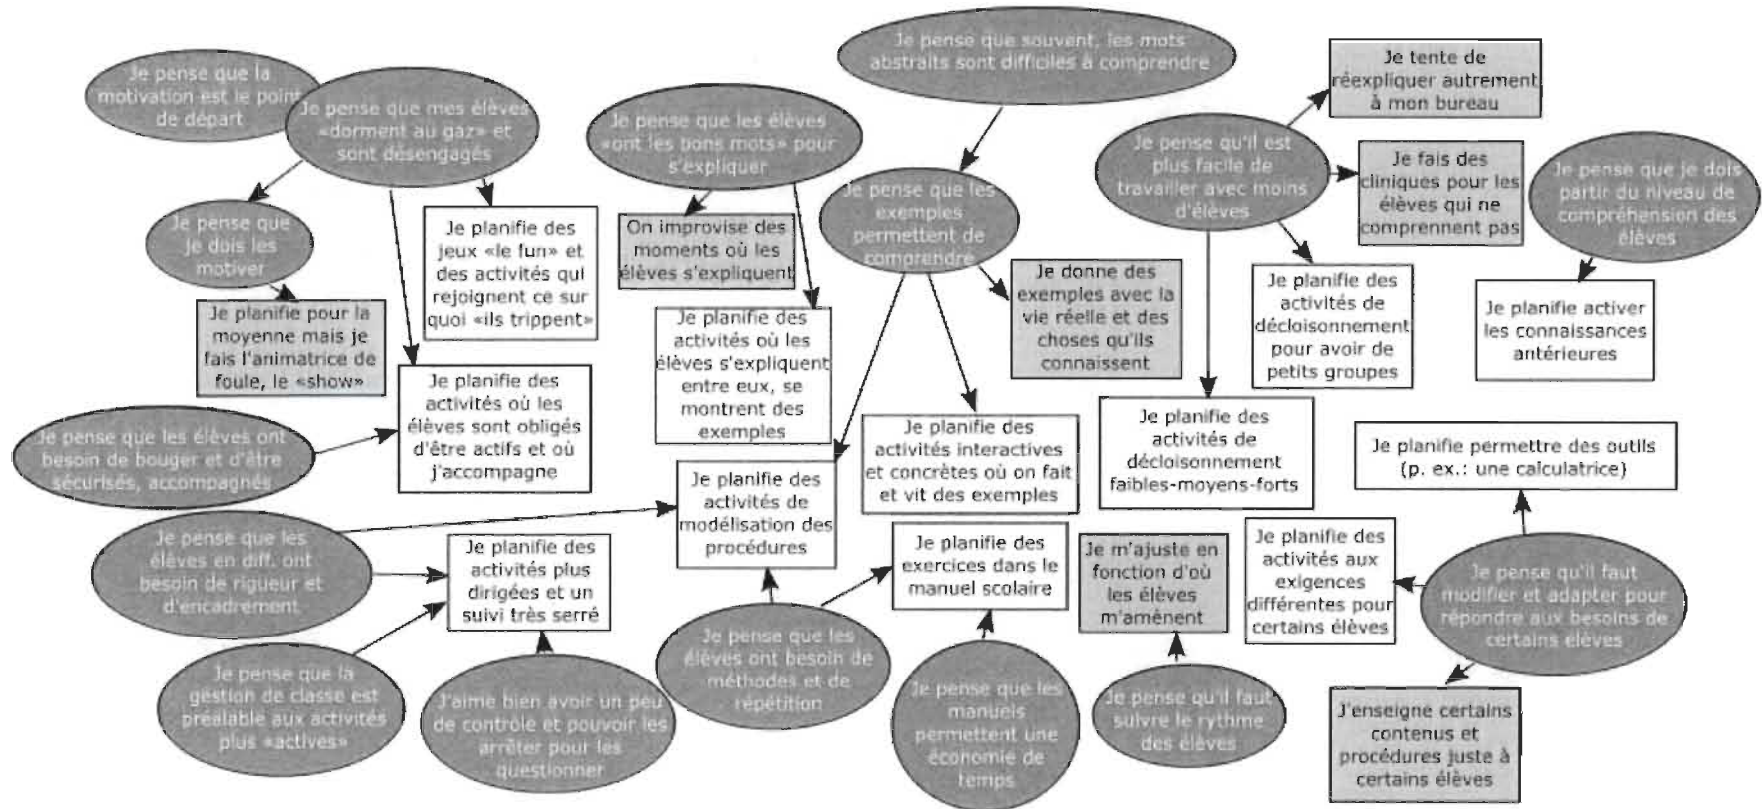 Je pense que la
motivation est le point
de départ
Je pense que mes élèves
«dorment au gaz» et
sont désengagés
Je pense que
je dois les
motiver
Je planifie pour la
moyenne mais je
fais l'animatrice de
foule, le «show»
Je planifie des
jeux «le fun» et
des activités qui
rejoignent ce sur
quoi «ils trippent»
Je planifie des
activités où les
élèves sont obligés
d'être actifs et où
j'accompagne
Je pense que les élèves ont
besoin de bouger et d'être
sécurisés, accompagnés
Je pense que les élèves
«ont les bons mots» pour
s'expliquer
On improvise des
moments où les
élèves s'expliquent
Je planifie des
activités où les
élèves s'expliquent
entre eux, se
montrent des
exemples
Je pense que souvent, les mots
abstraits sont difficiles à comprendre
Je pense que les
exemples
permettent de
comprendre
Je donne des
exemples avec la
vie réelle et des
choses qu'ils
connaissent
Je planifie des
activités interactives
et concrètes où on fait
et vit des exemples
Je planifie des
activités de
modélisation des
procédures
Je pense qu'il est
plus facile de
travailler avec moins
d'élèves
Je tente de
réexpliquer autrement
à mon bureau
Je fais des
cliniques pour les
élèves qui ne
comprennent pas
Je planifie des
activités de
décloisonnement
pour avoir de
petits groupes
Je planifie des
activités de
décloisonnement
faibles-moyens-forts
Je pense que je dois
partir du niveau de
compréhension des
élèves
Je planifie activer
les connaissances
antérieures
Je planifie permettre des outils
(p. ex.: une calculatrice)
Je pense que les
élèves en diff. ont
besoin de rigueur et
d'encadrement
Je planifie des
activités plus
dirigées et un
suivi très serré
Je pense que la
gestion de classe est
préalable aux activités
plus «actives»
J'aime bien avoir un peu
de contrôle et pouvoir les
arrêter pour les
questionner
Je pense que les
élèves ont besoin de
méthodes et de
répétition
Je planifie des
exercices dans le
manuel scolaire
Je pense que les
manuels
permettent une
économie de
temps
Je m'ajuste en
fonction d'où
les élèves
m'amènent
Je pense qu'il faut
suivre le rythme
des élèves
Je planifie des
activités aux
exigences
différentes pour
certains élèves
Je pense qu'il faut
modifier et adapter pour
répondre aux besoins de
certains élèves
J'enseigne certains
contenus et
procédures juste à
certains élèves